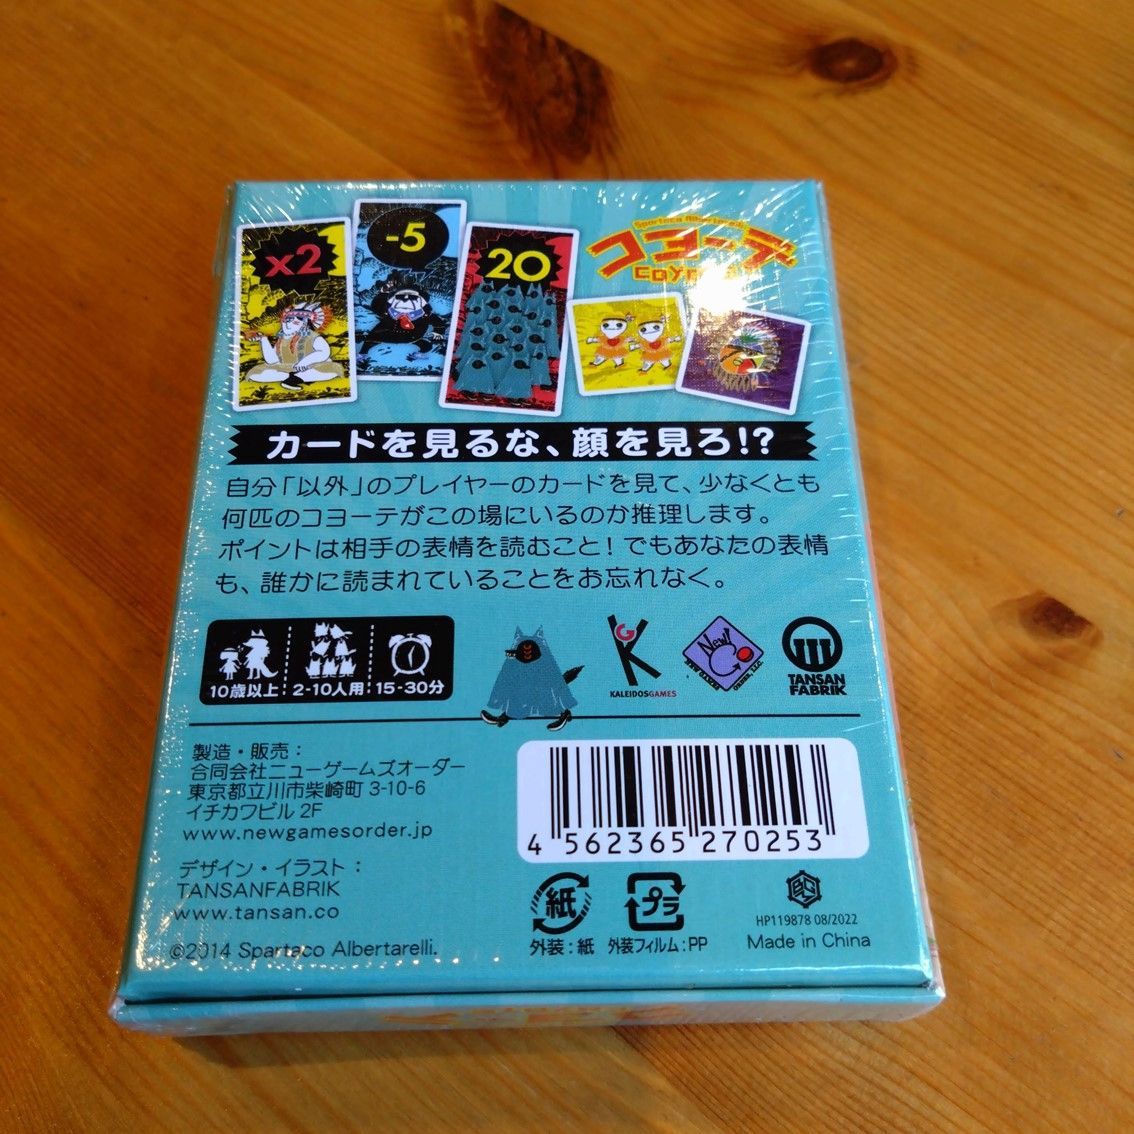 x2
-5
20
Spartaco Albertarelli
コヨーテ
カードを見るな、顔を見ろ!?
自分「以外」のプレイヤーのカードを見て、少なくとも
何匹のコヨーテがこの場にいるのか推理します。
ポイントは相手の表情を読むこと！でもあなたの表情
も、誰かに読まれていることをお忘れなく。
10歳以上 2-10人用 15-30分
KALEIDOSGAMES
New!
TANSAN
FABRIK
製造・販売：
合同会社ニューゲームズオーダー
東京都立川市柴崎町 3-10-6
イチカワビル 2F
www.newgamesorder.jp
デザイン・イラスト：
TANSANFABRIK
www.tansan.co
©2014 Spartaco Albertarelli.
4 562365 270253
紙
外装：紙
プラ
外装フィルム：PP
HP119878 08/2022
Made in China